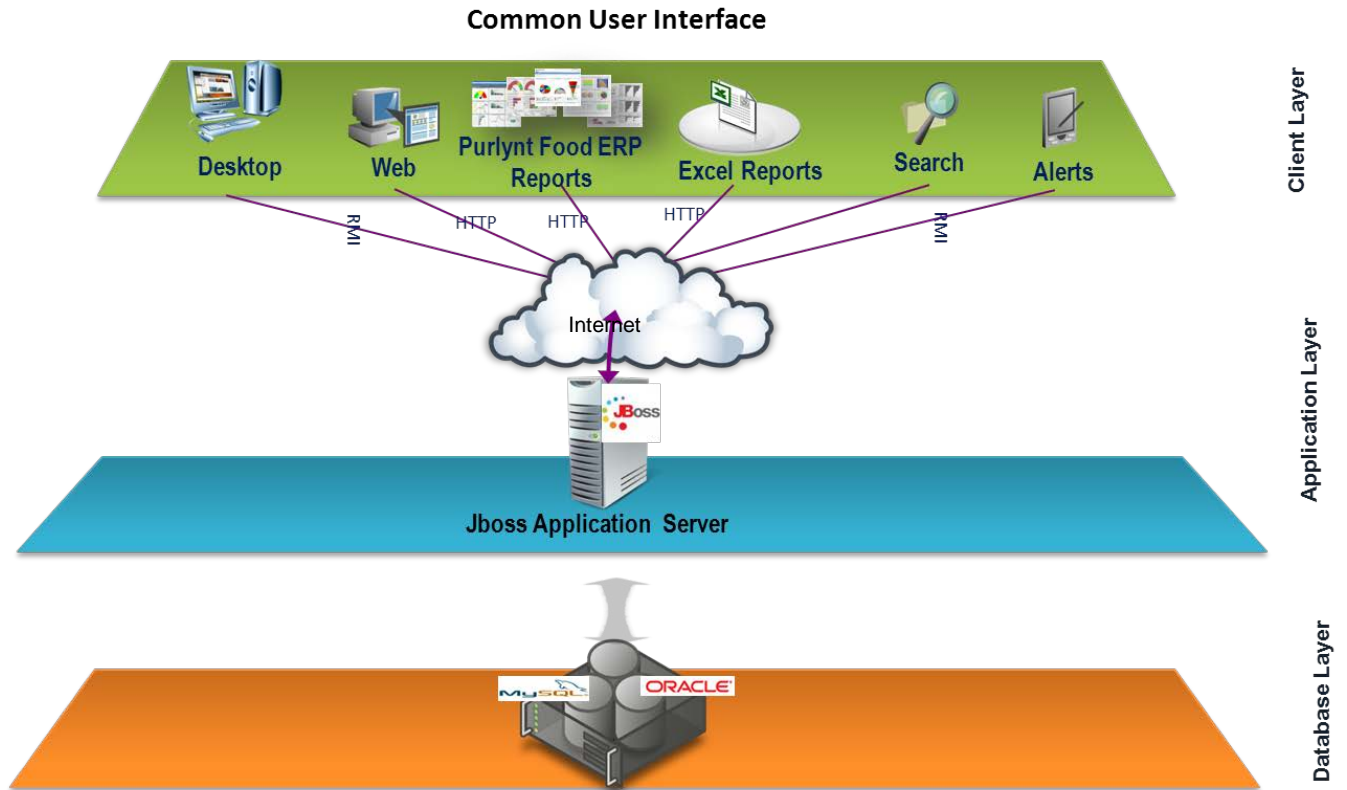 Common User Interface
Desktop
Web
Purlynt Food ERP
Reports
Excel Reports
Search
Alerts
Client Layer
RMI
HTTP
HTTP
HTTP
RMI
Internet
JBoss
Jboss Application Server
Application Layer
MySQL
ORACLE
Database Layer